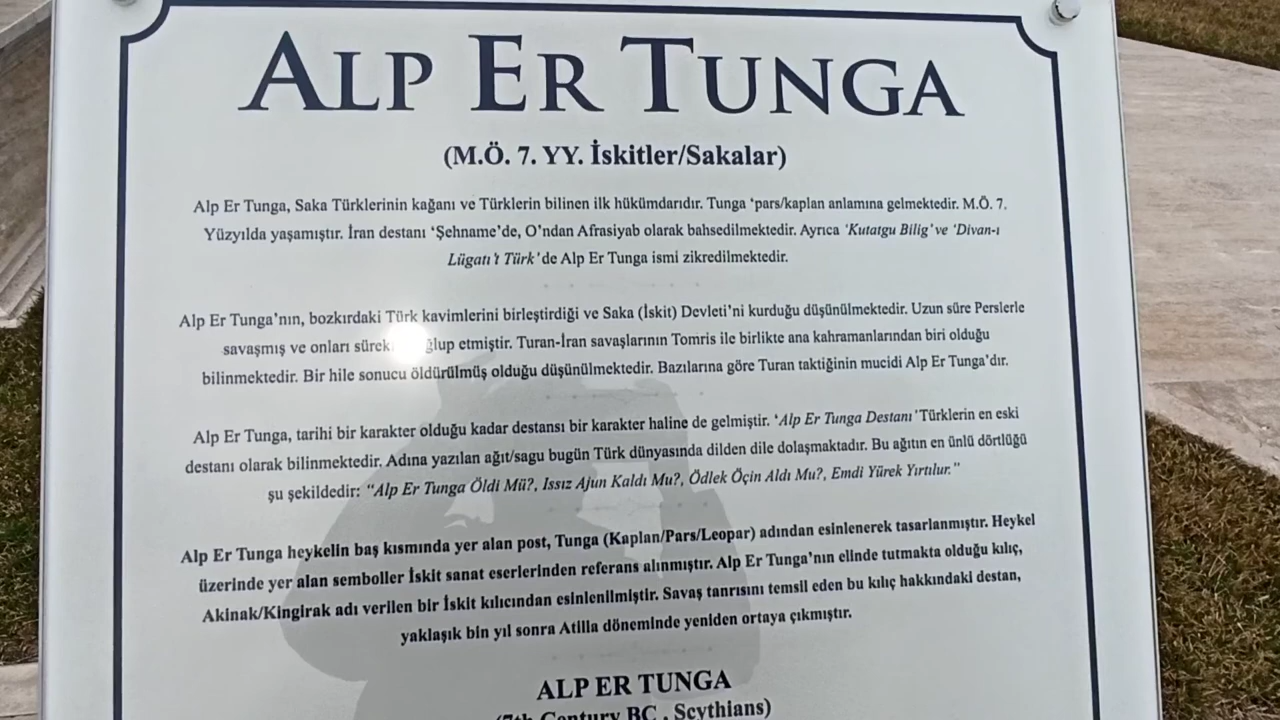 ALP ER TUNGA
(M.Ö. 7. YY. İskitler/Sakalar)
Alp Er Tunga, Saka Türklerinin kağanı ve Türklerin bilinen ilk hükümdarıdır. Tunga ‘pars/kaplan anlamına gelmektedir. M.Ö. 7.
Yüzyılda yaşamıştır. İran destanı ‘Şehname’de, O’ndan Afrasiyab olarak bahsedilmektedir. Ayrıca ‘Kutatgu Bilig’ ve ‘Divan-ı
Lügatı’t Türk’de Alp Er Tunga ismi zikredilmektedir.
Alp Er Tunga’nın, bozkırdaki Türk kavimlerini birleştirdiği ve Saka (İskit) Devleti’ni kurduğu düşünülmektedir. Uzun süre Perslerle
savaşmış ve onları etmiştir. Turan-İran savaşlarının Tomris ile birlikte ana kahramanlarından biri olduğu
bilinmektedir. Bir hile sonucu öldürülmüş olduğu düşünülmektedir. Bazılarına göre Turan taktiğinin mucidi Alp Er Tunga’dır.
Alp Er Tunga, tarihi bir karakter olduğu kadar destansı bir karakter haline de gelmiştir. ‘Alp Er Tunga Destanı’ Türklerin en eski
destanı olarak bilinmektedir. Adına yazılan ağıt/sagu bugün Türk dünyasında dilden dile dolaşmaktadır. Bu ağıtın en ünlü dörtlüğü
şu şekildedir: “Alp Er Tunga Öldi Mü?, Issız Ajun Kaldı Mu?, Ödlek Öçin Aldı Mu?, Emdi Yürek Yırtılur.”
Alp Er Tunga heykelin baş kısmında yer alan post, Tunga (Kaplan/Pars/Leopar) adından esinlenerek tasarlanmıştır. Heykel
üzerinde yer alan semboller İskit sanat eserlerinden referans alınmıştır. Alp Er Tunga’nın elinde tutmakta olduğu kılıç,
Akinak/Kingirak adı verilen bir İskit kılıcından esinlenilmiştir. Savaş tanrısını temsil eden bu kılıç hakkındaki destan,
yaklaşık bin yıl sonra Atilla döneminde yeniden ortaya çıkmıştır.
ALP ER TUNGA
(7th Century BC , Scythians)